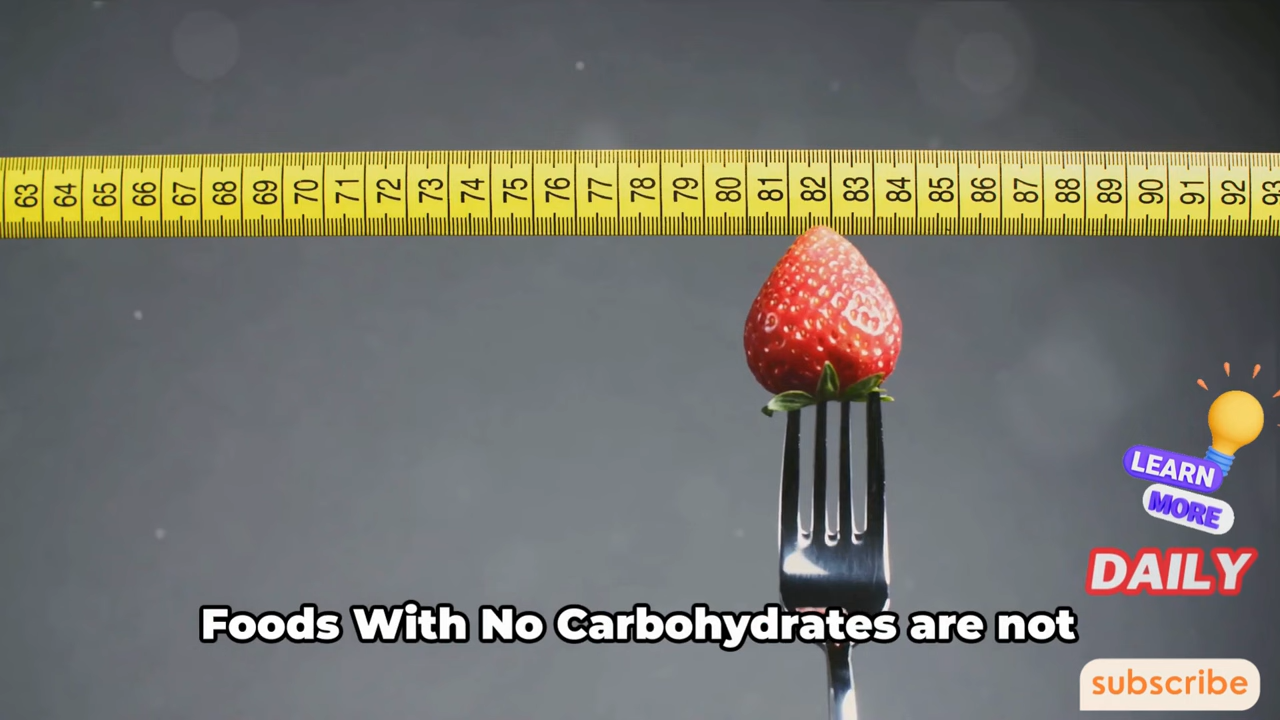 63 64 65 66 67 68 69 70 71 72 73 74 75 76 77 78 79 80 81 82 83 84 85 86 87 88 89 90 91 92 93
LEARN
MORE
DAILY
Foods With No Carbohydrates are not
subscribe